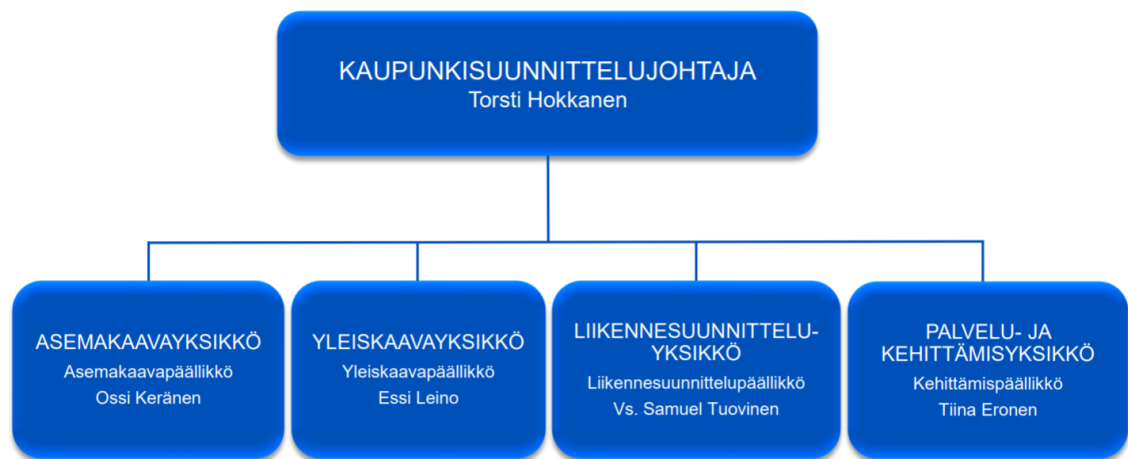 KAUPUNKISUUNNITTELUJOHTAJA
Torsti Hokkanen
ASEMAKAAVAYKSIKKÖ
Asemakaavapäällikkö
Ossi Keränen
YLEISKAAVAYKSIKKÖ
Yleiskaavapäällikkö
Essi Leino
LIIKENNESUUNNITTELU-
YKSIKKÖ
Liikennesuunnittelupäällikkö
Vs. Samuel Tuovinen
PALVELU- JA
KEHITTÄMISYKSIKKÖ
Kehittämispäällikkö
Tiina Eronen